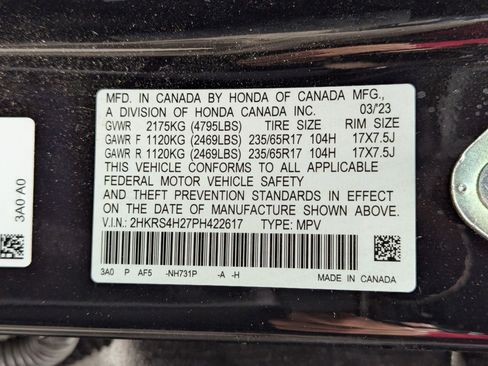 MFD. IN CANADA BY HONDA OF CANADA MFG.,
A DIVISION OF HONDA CANADA INC. 03/'23
GVWR 2175KG (4795LBS) TIRE SIZE RIM SIZE
GAWR F 1120KG (2469LBS) 235/65R17 104H 17X7.5J
GAWR R 1120KG (2469LBS) 235/65R17 104H 17X7.5J
THIS VEHICLE CONFORMS TO ALL APPLICABLE
FEDERAL MOTOR VEHICLE SAFETY
AND THEFT PREVENTION STANDARDS IN EFFECT
ON THE DATE OF MANUFACTURE SHOWN ABOVE.
V.I.N.: 2HKRS4H27PH422617 TYPE: MPV
3A0 P AF5 -NH731P -A -H MADE IN CANADA
3A0 A0